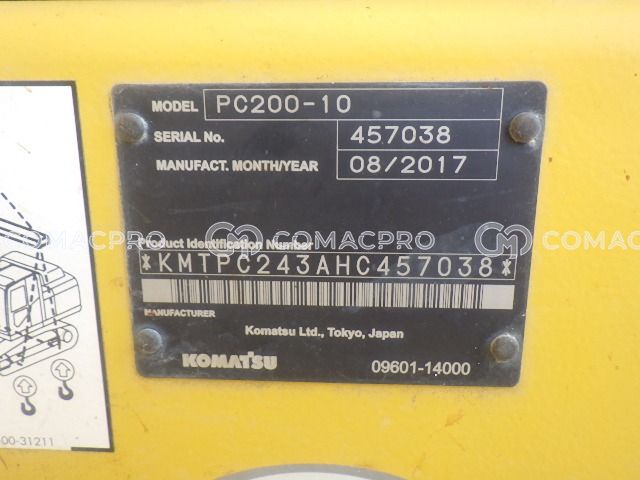 MODEL PC200-10
SERIAL No. 457038
MANUFACT. MONTH/YEAR 08/2017
Product Identification Number
*KMTPC243AHC457038*
MANUFACTURER
Komatsu Ltd., Tokyo, Japan
KOMATSU 09601-14000
00-31211
COMACPRO COMACPRO COMAC